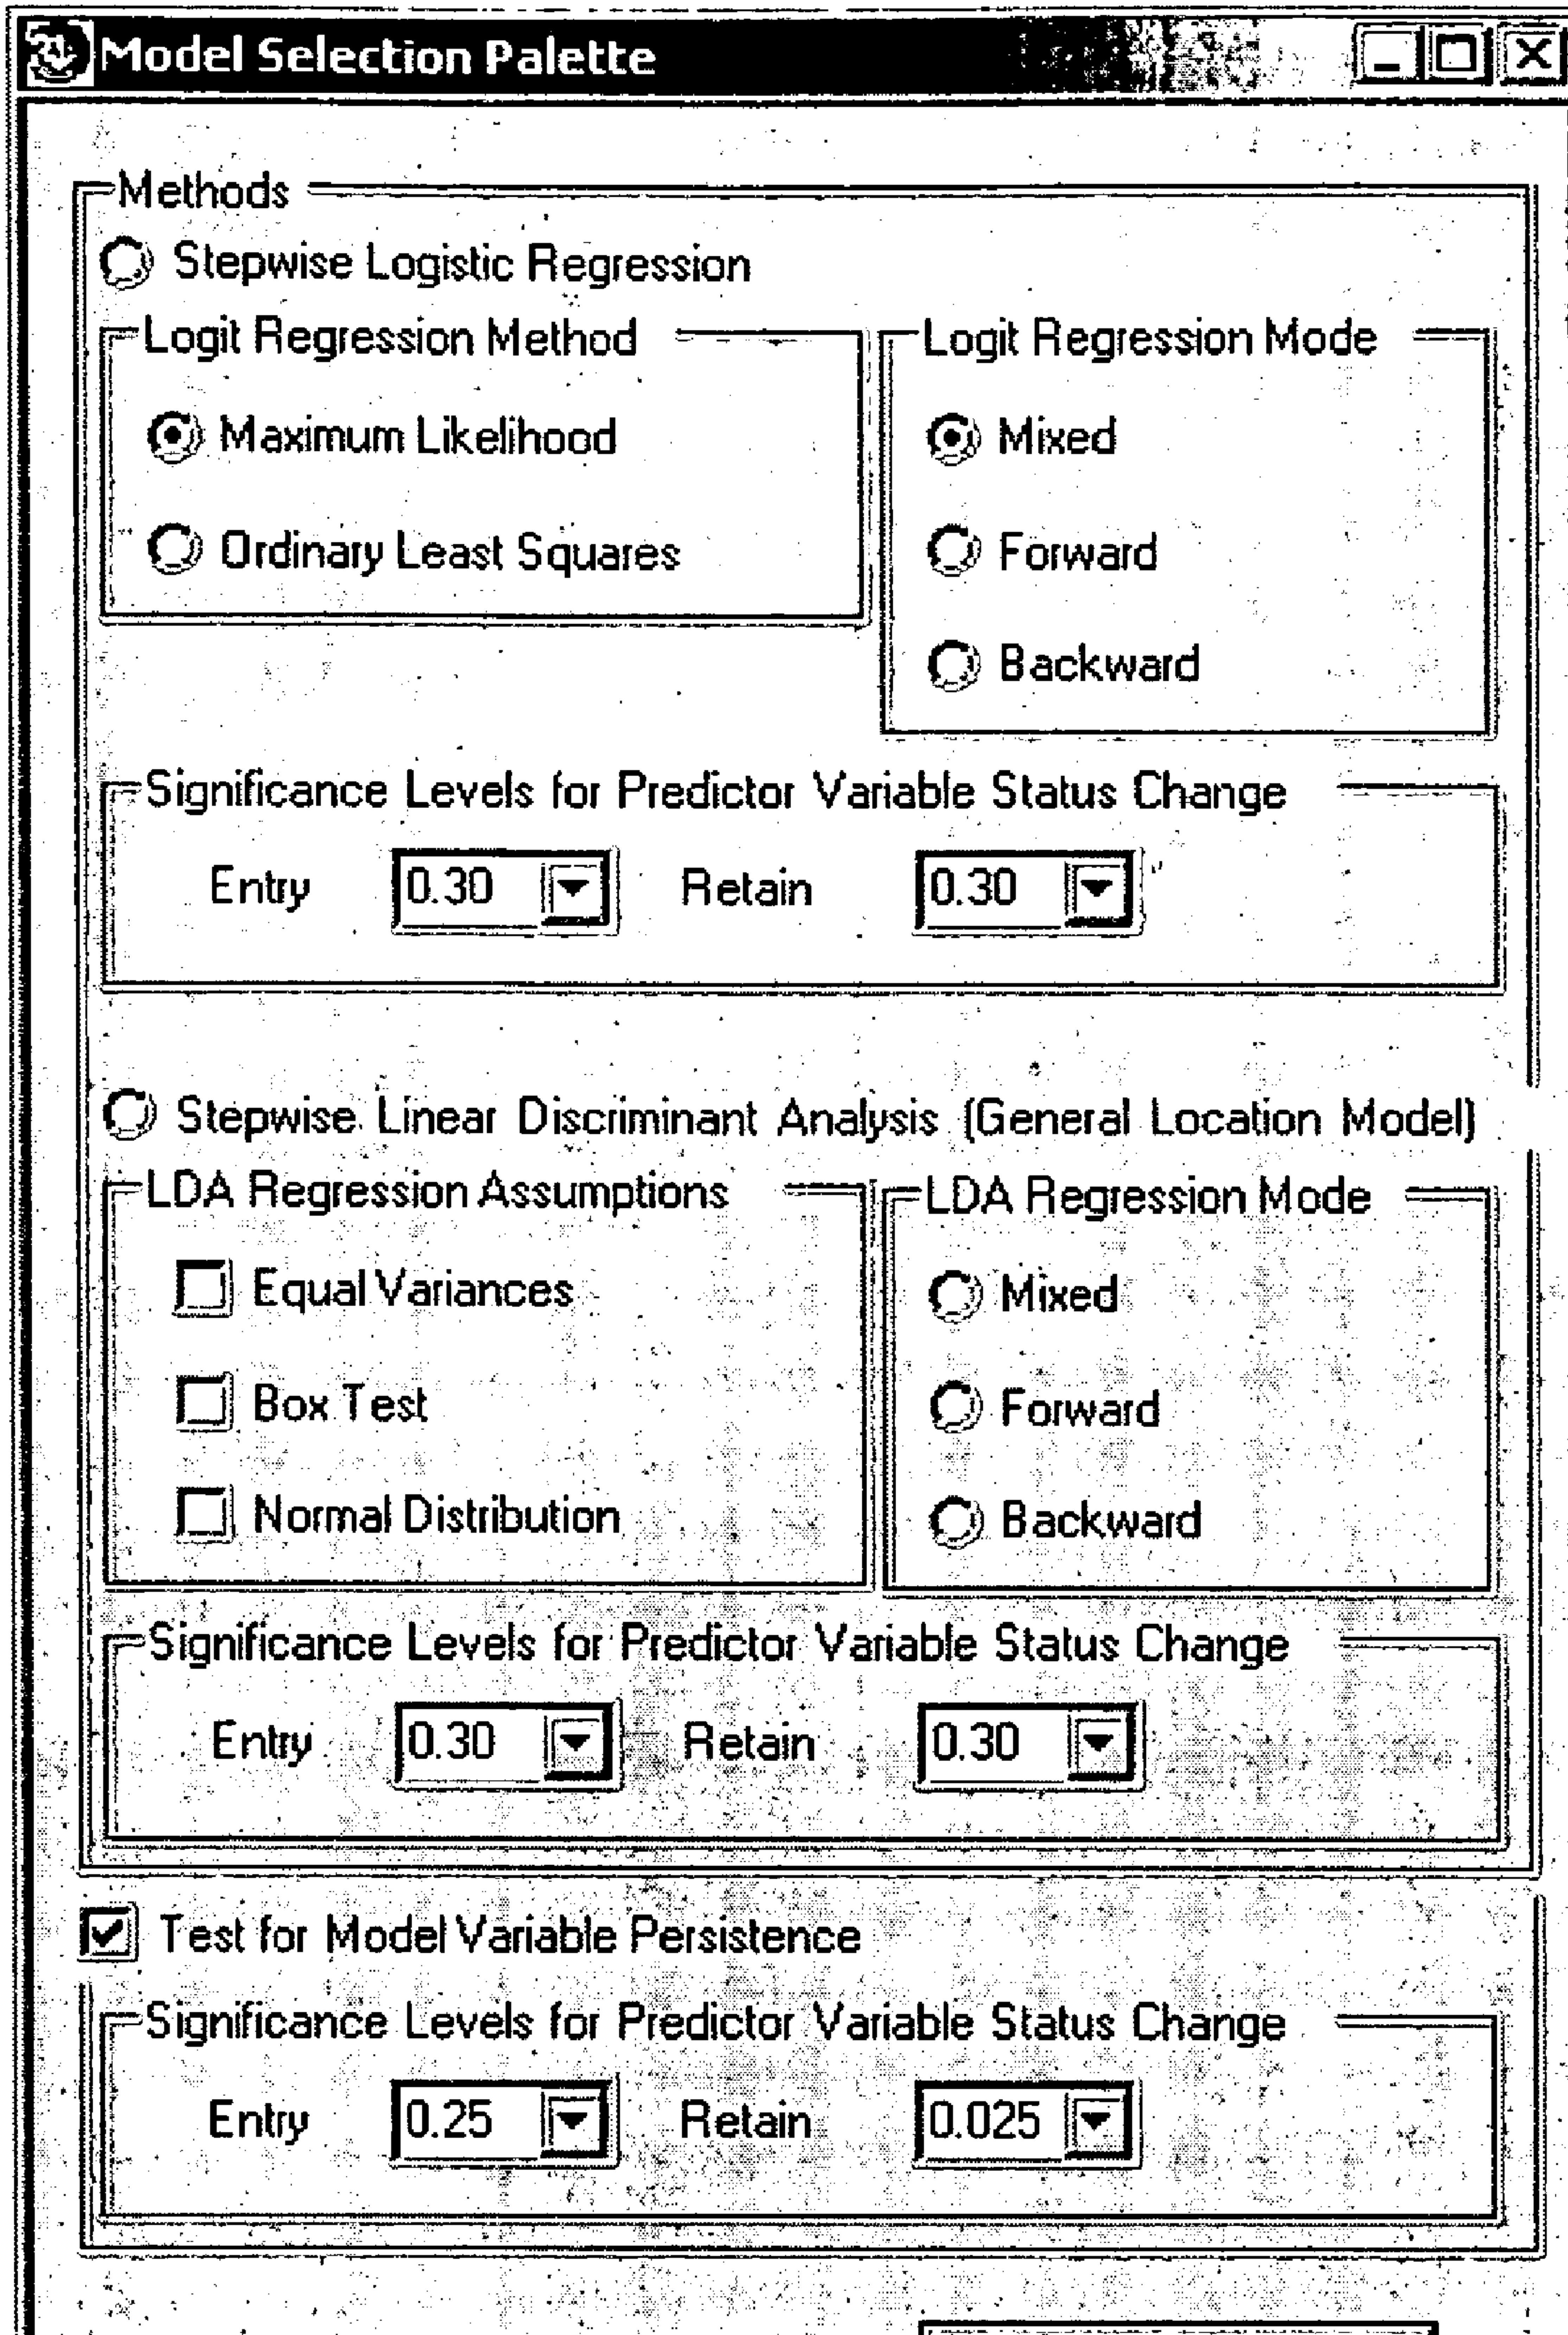 Model Selection Palette
Methods
Stepwise Logistic Regression
Logit Regression Method
Logit Regression Mode
Maximum Likelihood
Mixed
Ordinary Least Squares
Forward
Backward
Significance Levels for Predictor Variable Status Change
Entry 0.30 Retain 0.30
Stepwise Linear Discriminant Analysis (General Location Model)
LDA Regression Assumptions
LDA Regression Mode
Equal Variances
Mixed
Box Test
Forward
Normal Distribution
Backward
Significance Levels for Predictor Variable Status Change
Entry 0.30 Retain 0.30
Test for Model Variable Persistence
Significance Levels for Predictor Variable Status Change
Entry 0.25 Retain 0.025